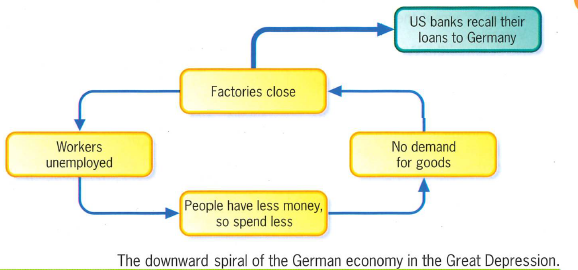 US banks recall their
loans to Germany
Factories close
Workers
unemployed
No demand
for goods
People have less money,
so spend less
The downward spiral of the German economy in the Great Depression.